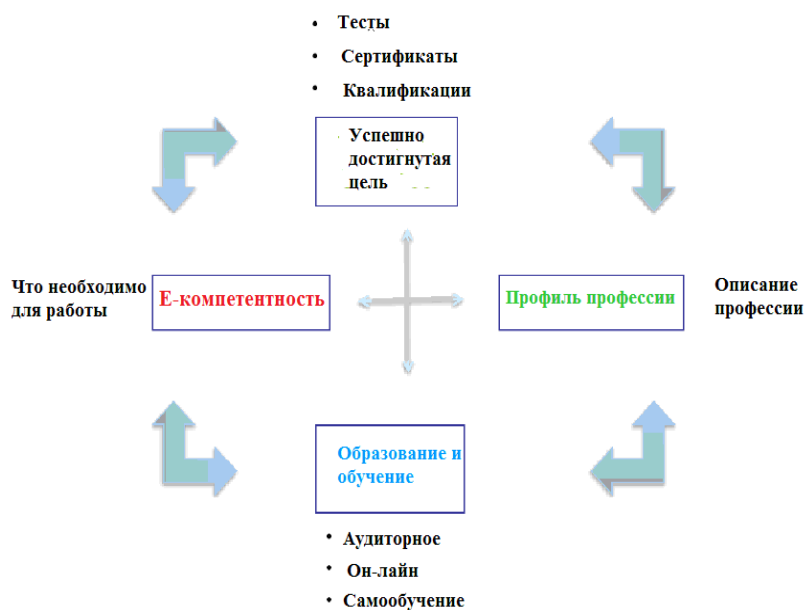 • Тесты
• Сертификаты
• Квалификации
Успешно
достигнутая
цель
Что необходимо
для работы
Е-компетентность
Профиль профессии
Описание
профессии
Образование и
обучение
• Аудиторное
• Он-лайн
• Самообучение